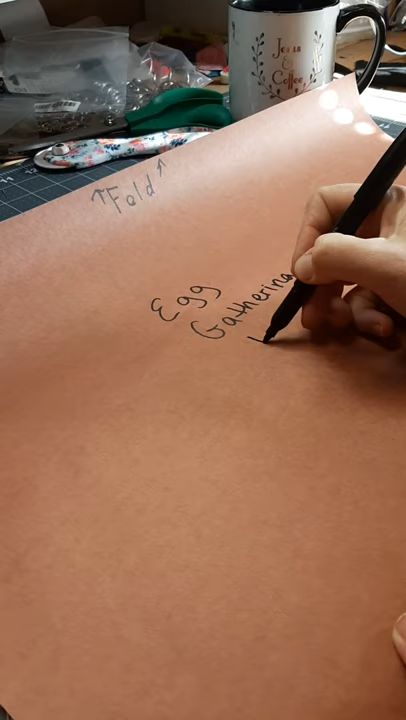 Jesus
&
Coffee
↑Fold↑
Egg
Gathering